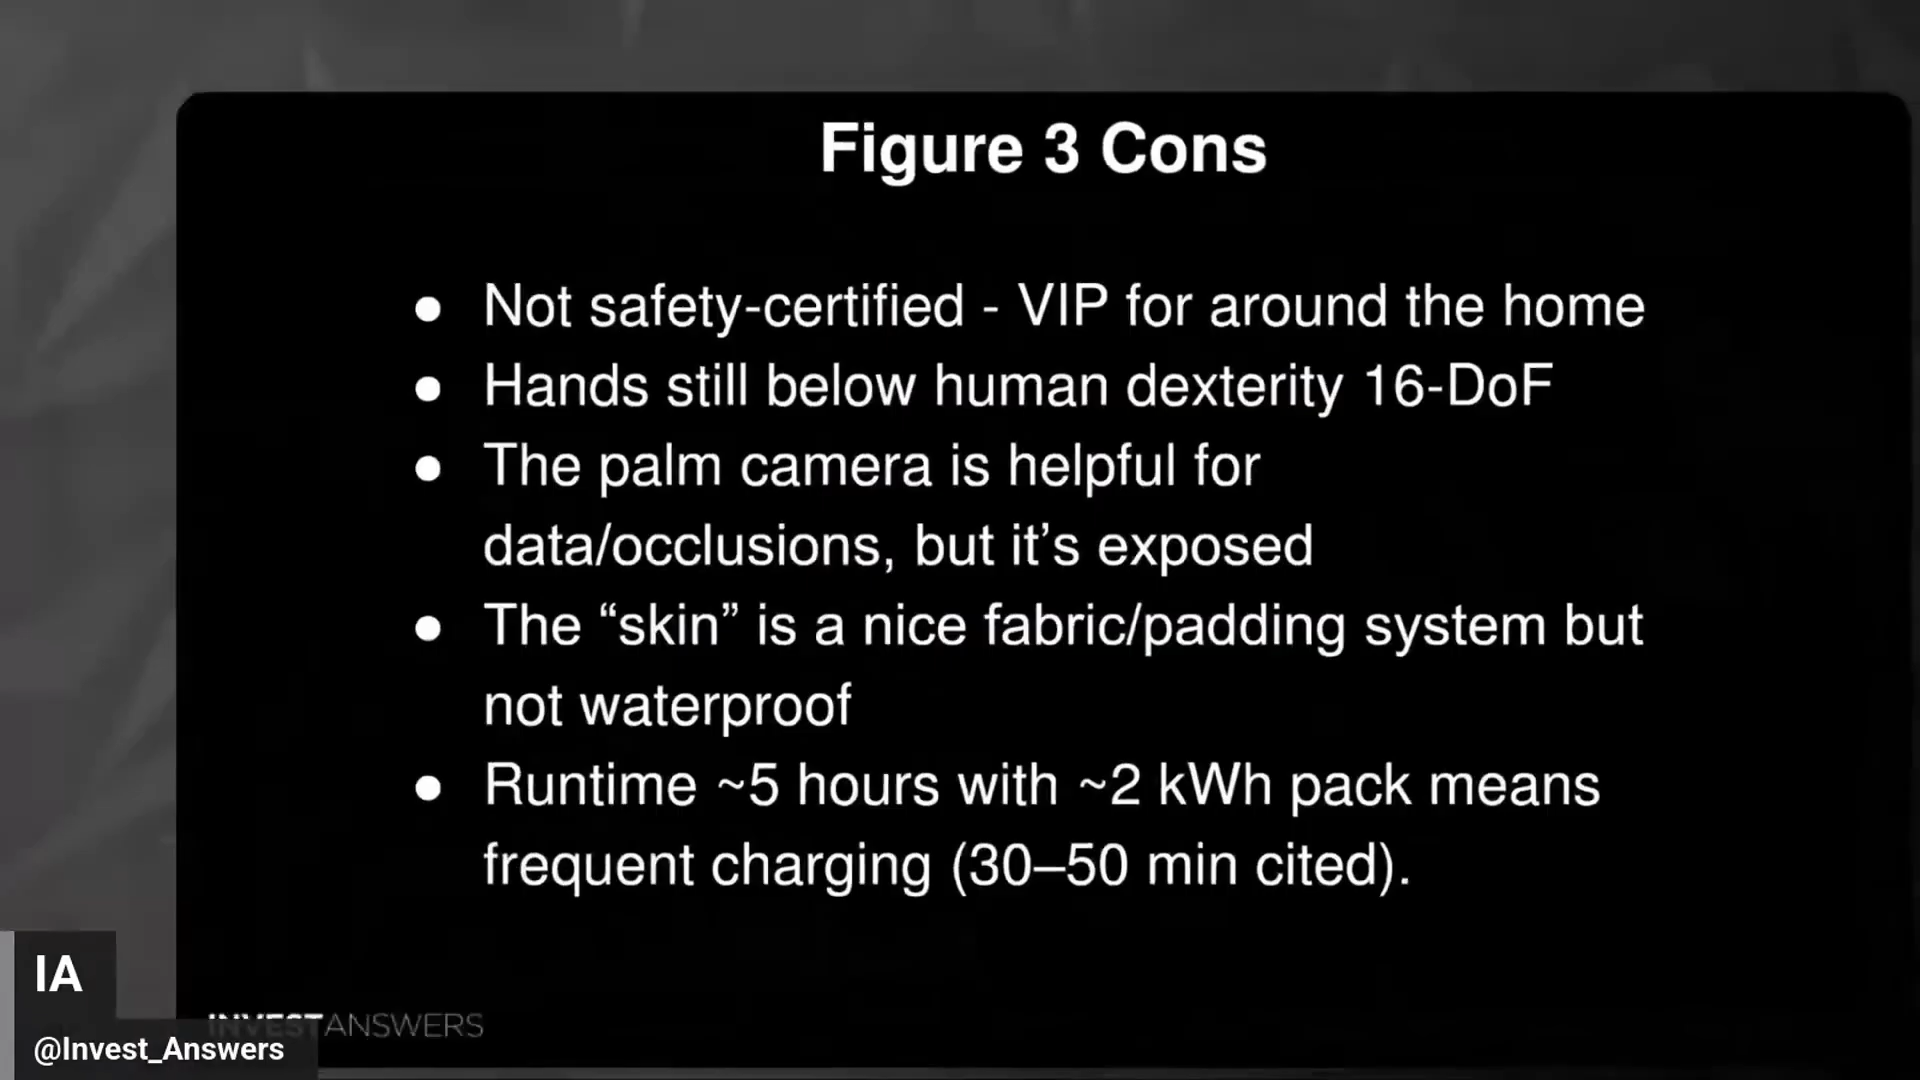 Figure 3 Cons
● Not safety-certified - VIP for around the home
● Hands still below human dexterity 16-DoF
● The palm camera is helpful for
data/occlusions, but it’s exposed
● The “skin” is a nice fabric/padding system but
not waterproof
● Runtime ~5 hours with ~2 kWh pack means
frequent charging (30–50 min cited).
IA
INVESTANSWERS
@Invest_Answers